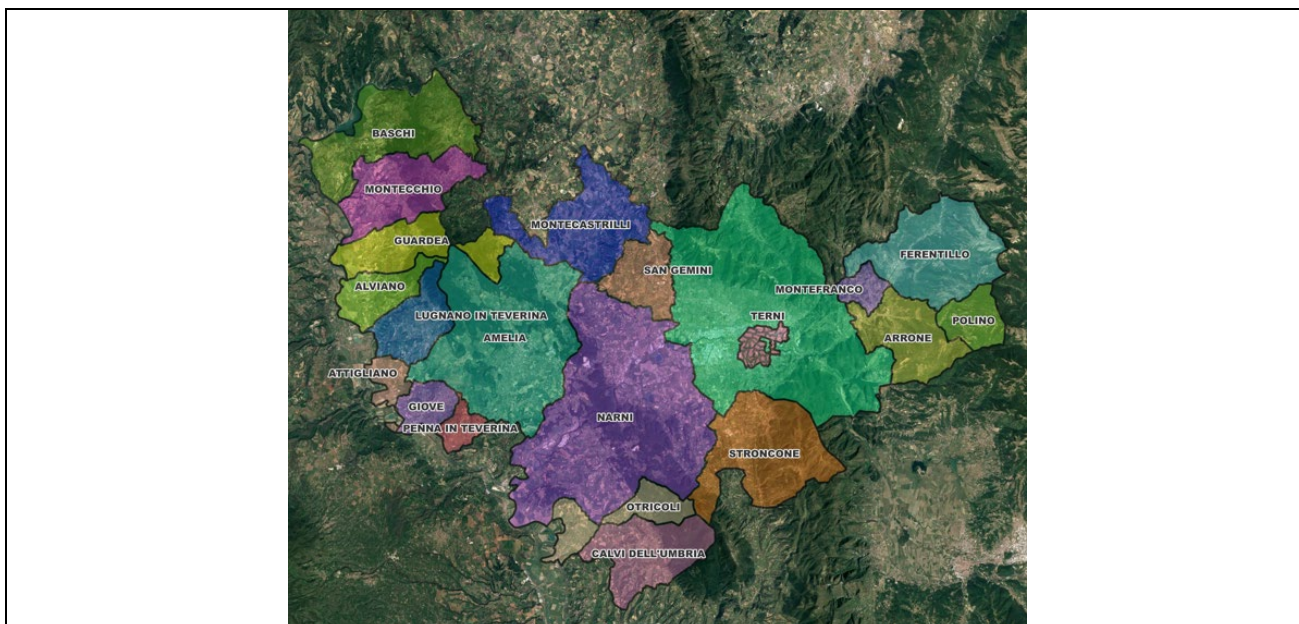 BASCHI
MONTECCHIO
MONTECASTRILLI
GUARDEA
FERENTILLO
SAN GEMINI
ALVIANO
MONTEFRANCO
LUGNANO IN TEVERINA
TERNI
POLINO
AMELIA
ARRONE
ATTIGLIANO
GIOVE
NARNI
PENNA IN TEVERINA
STRONCONE
OTRICOLI
CALVI DELL'UMBRIA